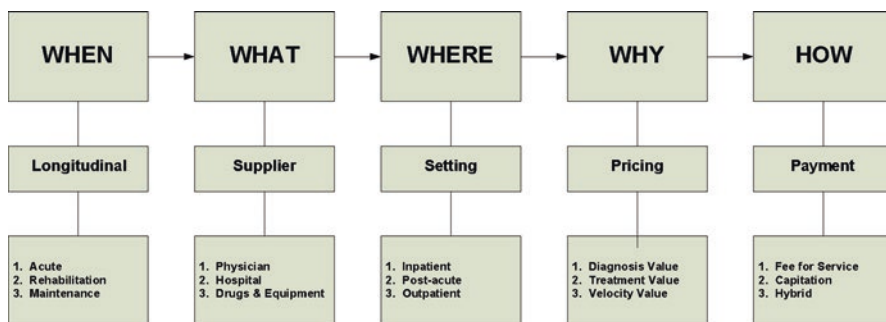 WHEN
WHAT
WHERE
WHY
HOW
Longitudinal
Supplier
Setting
Pricing
Payment
1. Acute
2. Rehabilitation
3. Maintenance
1. Physician
2. Hospital
3. Drugs & Equipment
1. Inpatient
2. Post-acute
3. Outpatient
1. Diagnosis Value
2. Treatment Value
3. Velocity Value
1. Fee for Service
2. Capitation
3. Hybrid